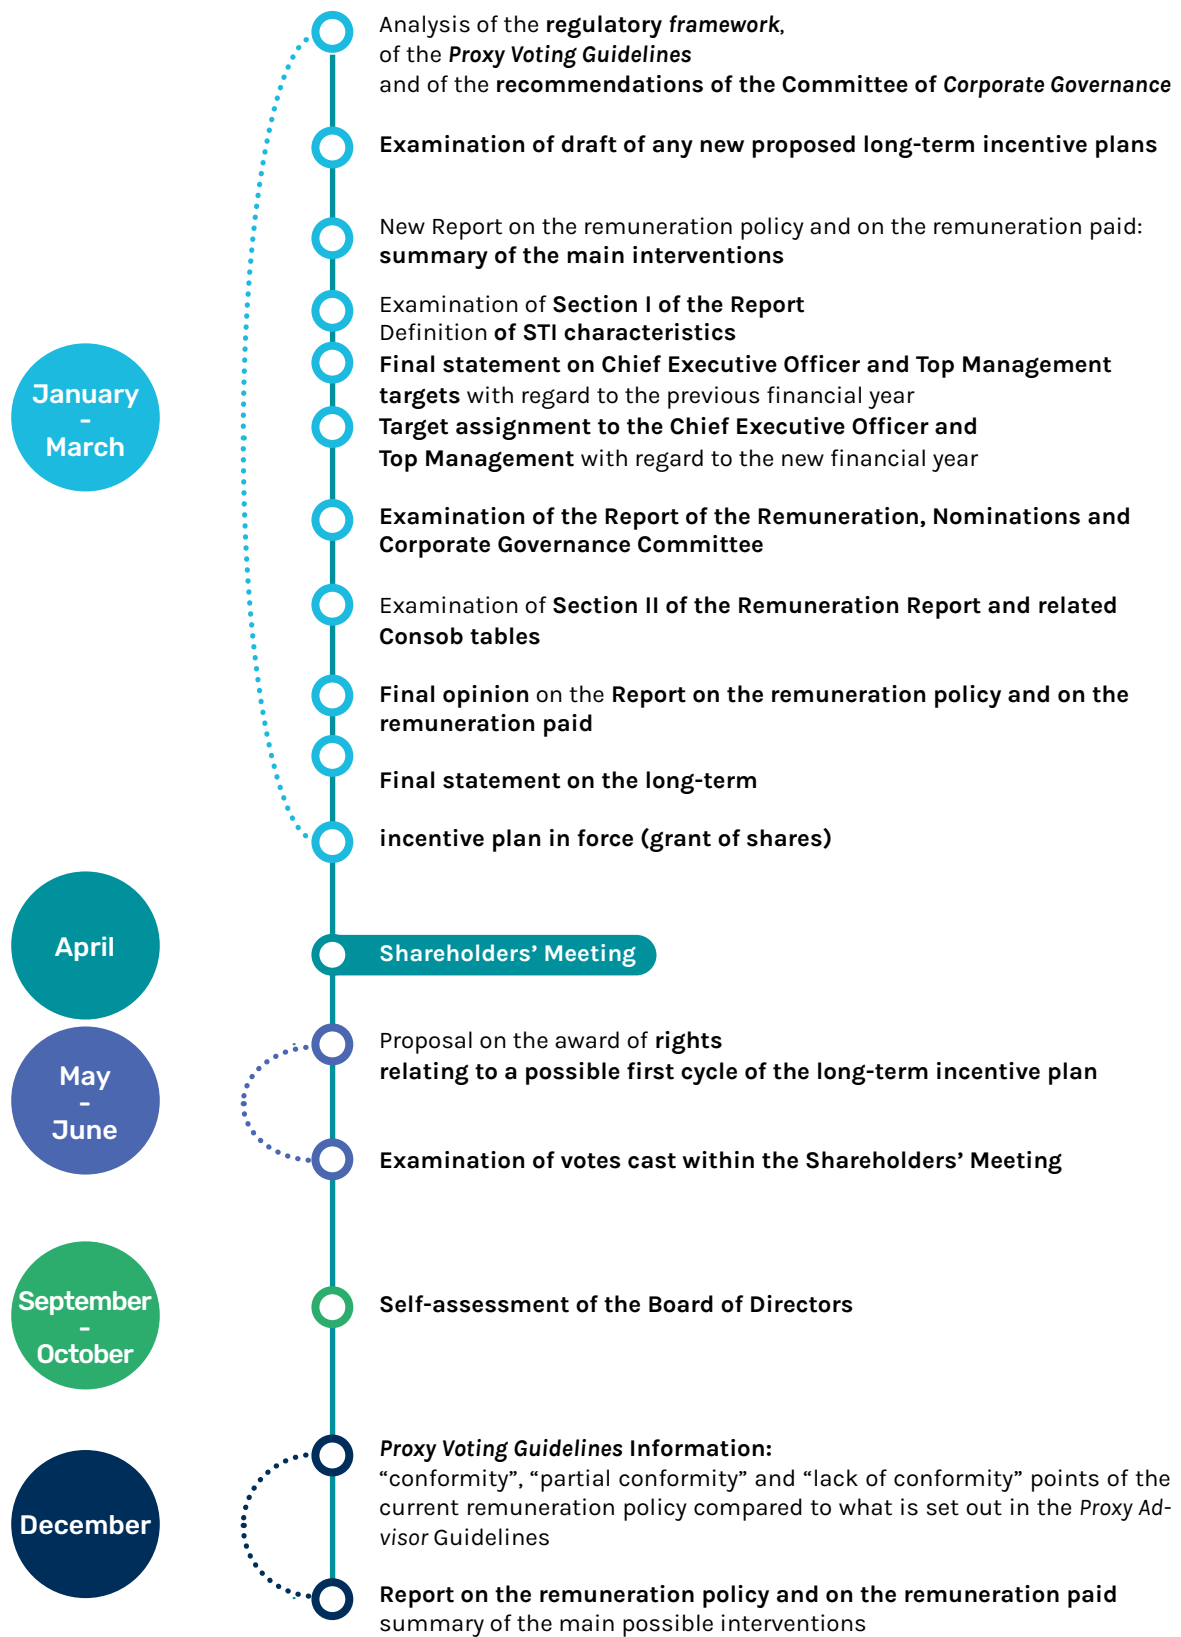 Analysis of the regulatory framework,
of the Proxy Voting Guidelines
and of the recommendations of the Committee of Corporate Governance
Examination of draft of any new proposed long-term incentive plans
New Report on the remuneration policy and on the remuneration paid:
summary of the main interventions
Examination of Section I of the Report
Definition of STI characteristics
Final statement on Chief Executive Officer and Top Management
targets with regard to the previous financial year
January
-
March
Target assignment to the Chief Executive Officer and
Top Management with regard to the new financial year
Examination of the Report of the Remuneration, Nominations and
Corporate Governance Committee
Examination of Section II of the Remuneration Report and related
Consob tables
Final opinion on the Report on the remuneration policy and on the
remuneration paid
Final statement on the long-term
incentive plan in force (grant of shares)
April
Shareholders’ Meeting
May
-
June
Proposal on the award of rights
relating to a possible first cycle of the long-term incentive plan
Examination of votes cast within the Shareholders’ Meeting
September
-
October
Self-assessment of the Board of Directors
December
Proxy Voting Guidelines Information:
“conformity”, “partial conformity” and “lack of conformity” points of the
current remuneration policy compared to what is set out in the Proxy Ad-
visor Guidelines
Report on the remuneration policy and on the remuneration paid
summary of the main possible interventions